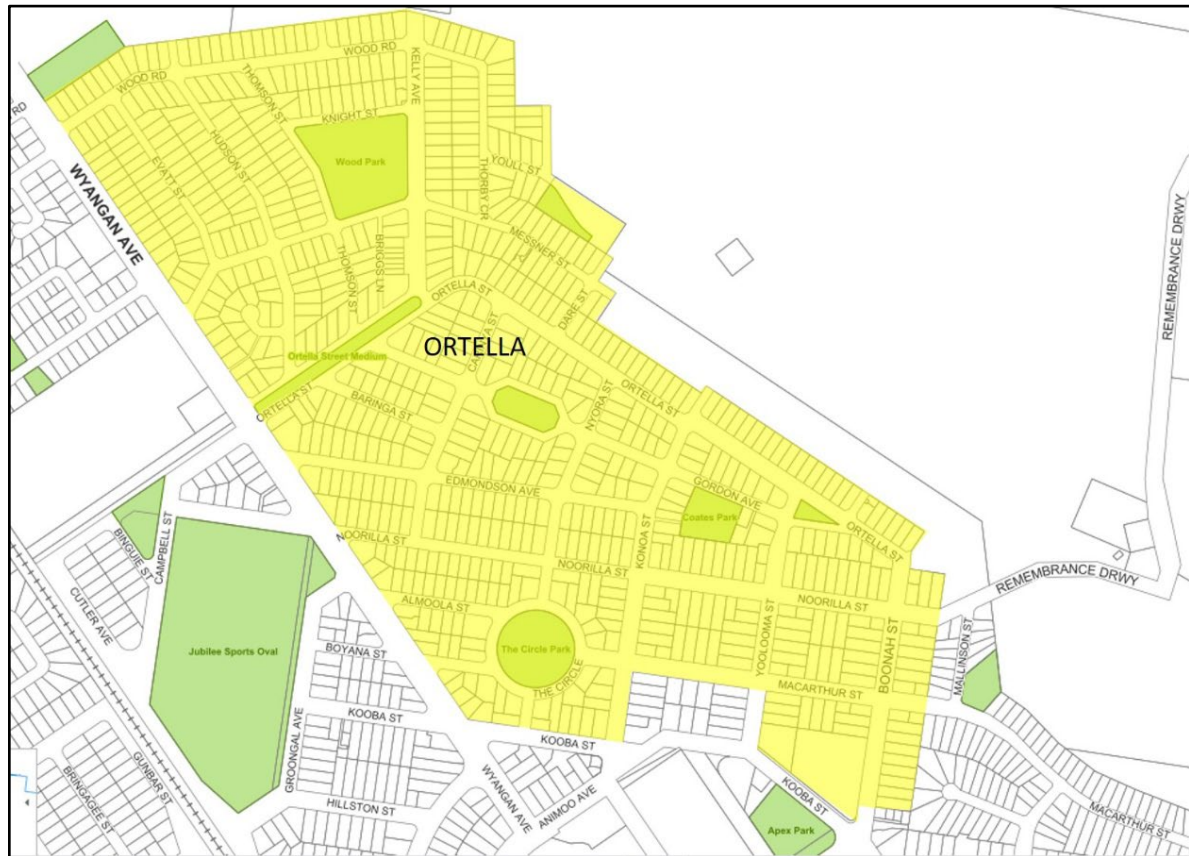 WOOD RD
WOOD RD
KELLY AVE
THOMSON ST
KNIGHT ST
RD
HUDSON ST
Wood Park
YOULL ST
EVATT ST
WYANGAN AVE
THORBY CR
MESSNER ST
BRIGGS LN
THOMSON ST
REMEMBRANCE DRWY
ORTELLA ST
DARE ST
ORTELLA
Ortella Street Medium
ORTELLA ST
BARINGA ST
NYORA ST
ORTELLA ST
EDMONDSON AVE
GORDON AVE
Coates Park
ORTELLA ST
CAMPBELL ST
BINGUIE ST
NOORILLA ST
KONOA ST
NOORILLA ST
REMEMBRANCE DRWY
CUTLER AVE
ALMOOLA ST
NOORILLA ST
YOOLOOMA ST
BOONAH ST
MALLINSON ST
Jubilee Sports Oval
BOYANA ST
The Circle Park
THE CIRCLE
MACARTHUR ST
KOOBA ST
KOOBA ST
GROONGAL AVE
GUNBAR ST
BRINGAGEE ST
WYANGAN AVE
ANIMOO AVE
HILLSTON ST
KOOBA ST
Apex Park
MACARTHUR ST